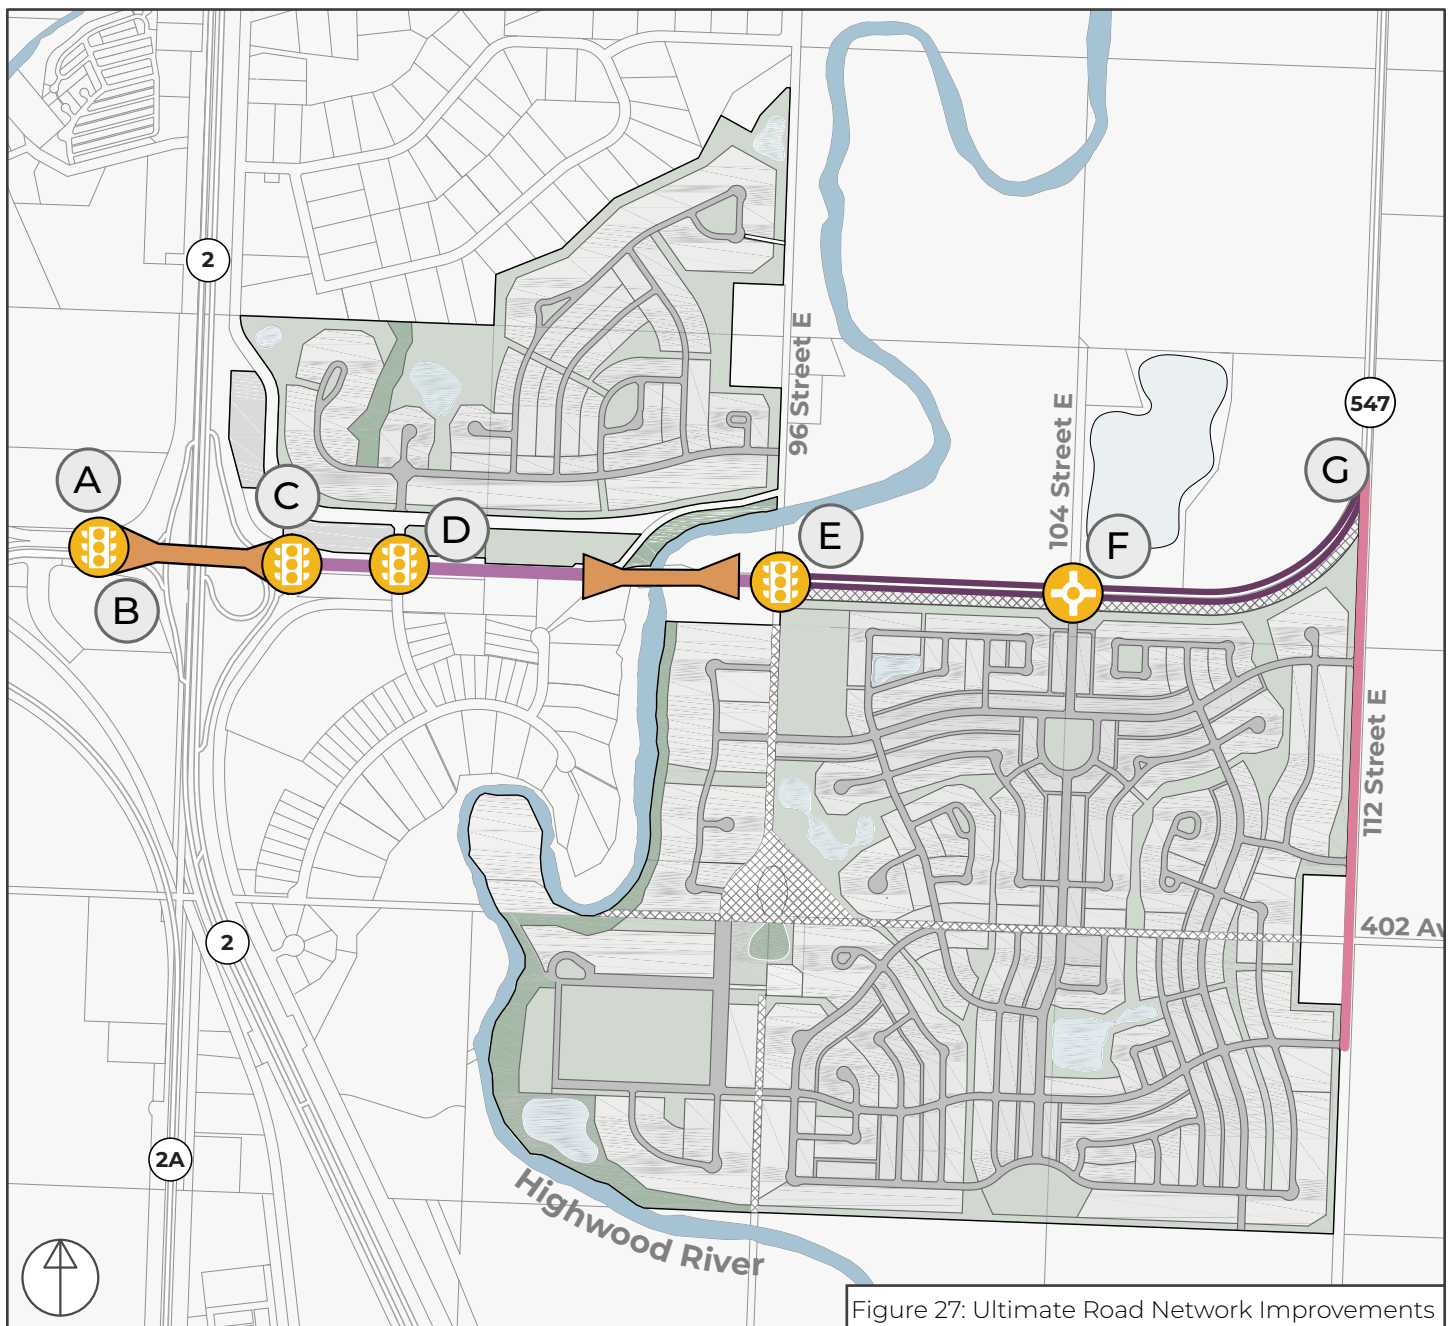 2
96 Street E
104 Street E
547
A
G
C
D
E
F
B
112 Street E
402 Av
2
2A
Highwood River
Figure 27: Ultimate Road Network Improvements